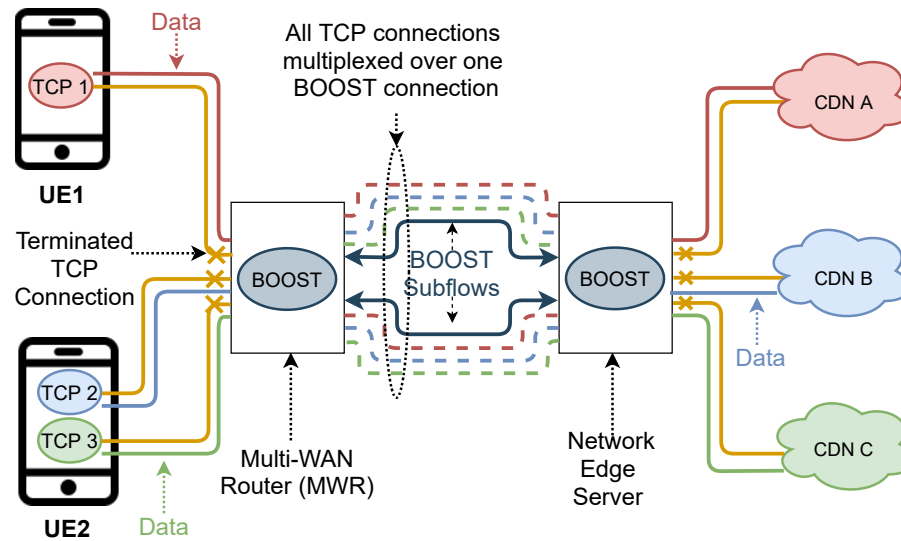 Data
All TCP connections
multiplexed over one
BOOST connection
TCP 1
CDN A
UE1
Terminated
TCP
Connection
BOOST
BOOST
Subflows
BOOST
CDN B
Data
TCP 2
TCP 3
Multi-WAN
Router (MWR)
Network
Edge
Server
CDN C
UE2
Data